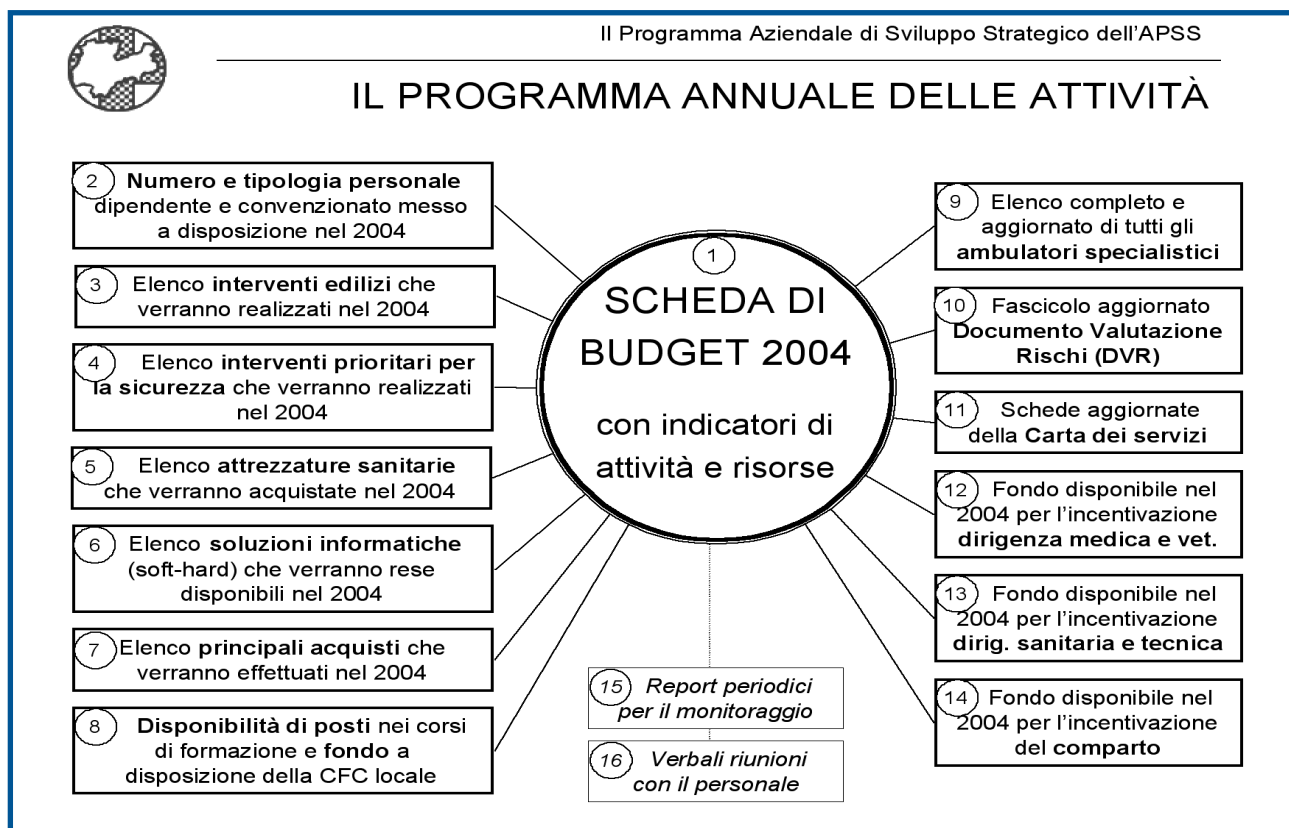 Il Programma Aziendale di Sviluppo Strategico dell'APSS
IL PROGRAMMA ANNUALE DELLE ATTIVITÀ
2 Numero e tipologia personale
dipendente e convenzionato messo
a disposizione nel 2004
3 Elenco interventi edilizi che
verranno realizzati nel 2004
4 Elenco interventi prioritari per
la sicurezza che verranno realizzati
nel 2004
5 Elenco attrezzature sanitarie
che verranno acquistate nel 2004
6 Elenco soluzioni informatiche
(soft-hard) che verranno rese
disponibili nel 2004
7 Elenco principali acquisti che
verranno effettuati nel 2004
8 Disponibilità di posti nei corsi
di formazione e fondo a
disposizione della CFC locale
1
SCHEDA DI
BUDGET 2004
con indicatori di
attività e risorse
15 Report periodici
per il monitoraggio
16 Verbali riunioni
con il personale
9 Elenco completo e
aggiornato di tutti gli
ambulatori specialistici
10 Fascicolo aggiornato
Documento Valutazione
Rischi (DVR)
11 Schede aggiornate
della Carta dei servizi
12 Fondo disponibile nel
2004 per l'incentivazione
dirigenza medica e vet.
13 Fondo disponibile nel
2004 per l'incentivazione
dirig. sanitaria e tecnica
14 Fondo disponibile nel
2004 per l'incentivazione
del comparto